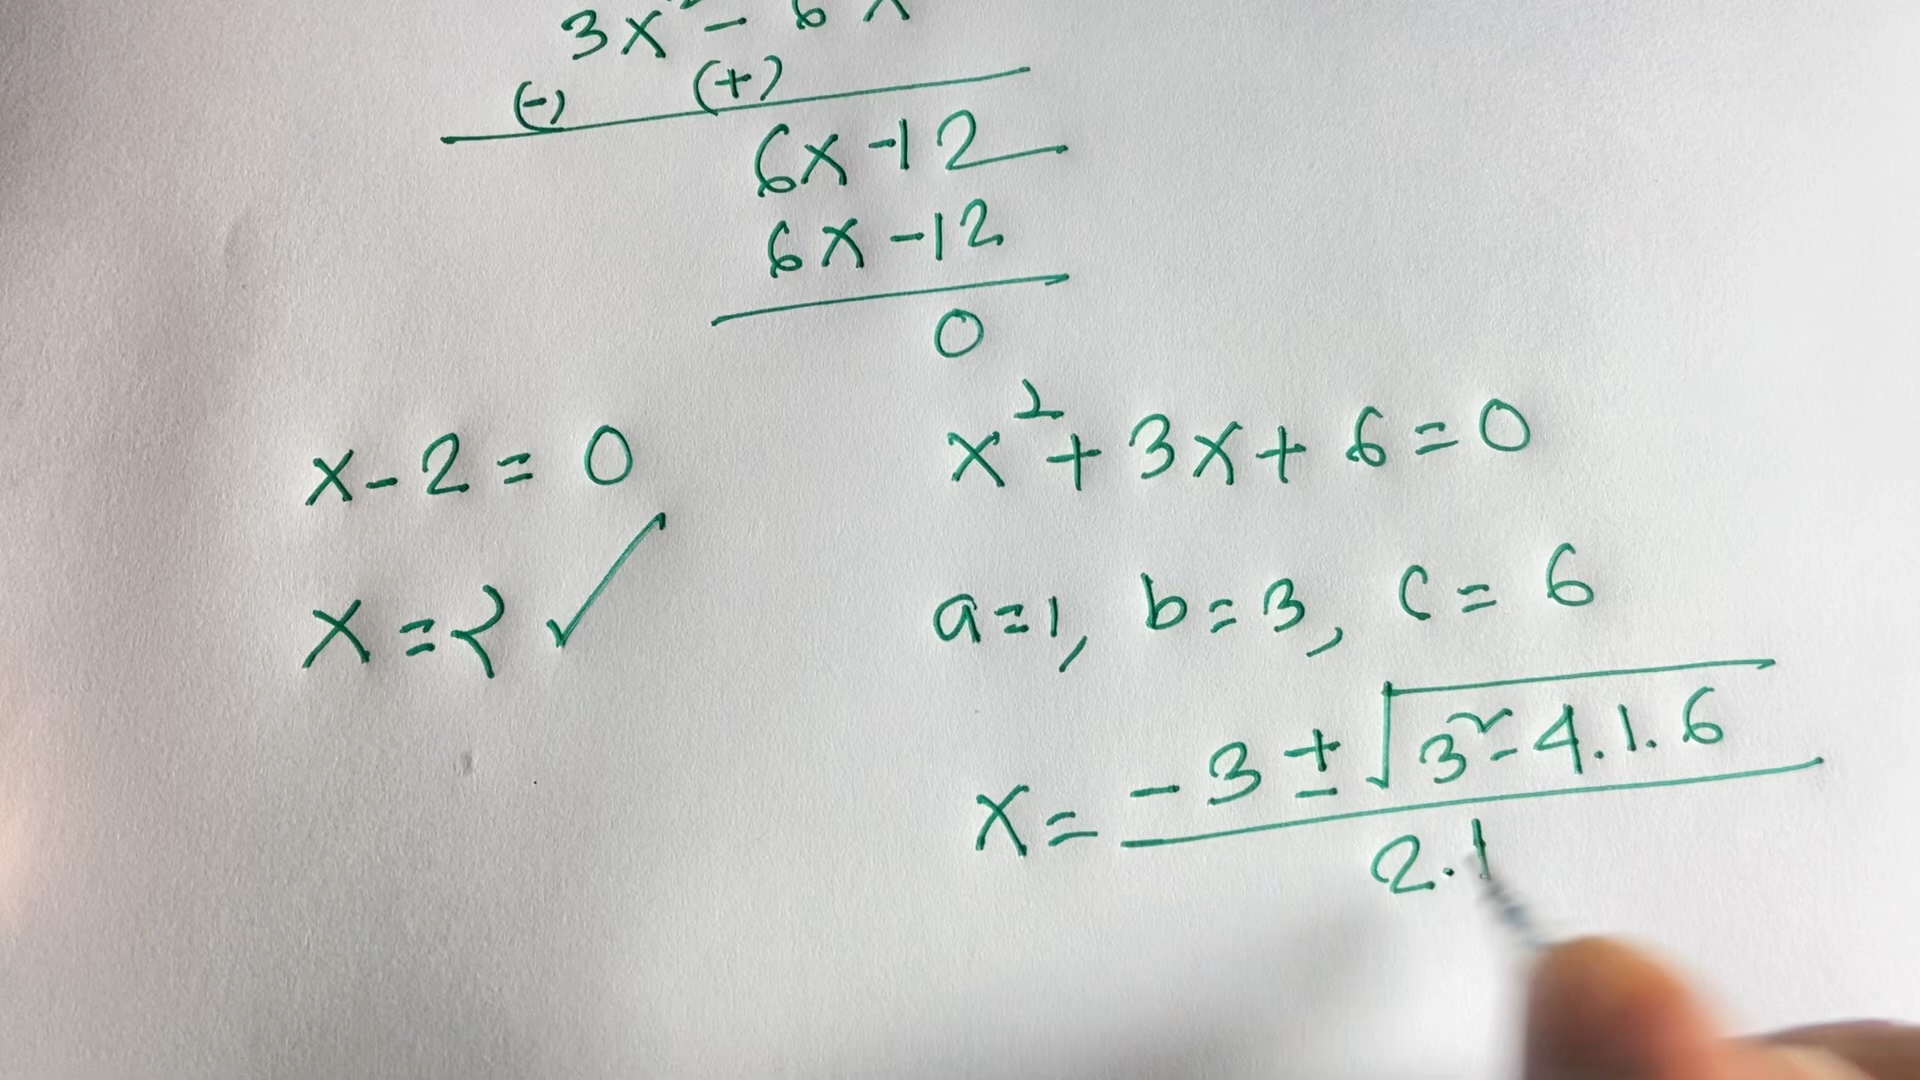 3x² - 6x
(-) (+)
6x -12
6x -12
0
x - 2 = 0
x = 2 ✓
x² + 3x + 6 = 0
a = 1, b = 3, c = 6
x = (-3 ± √(3² - 4.1.6)) / 2.1